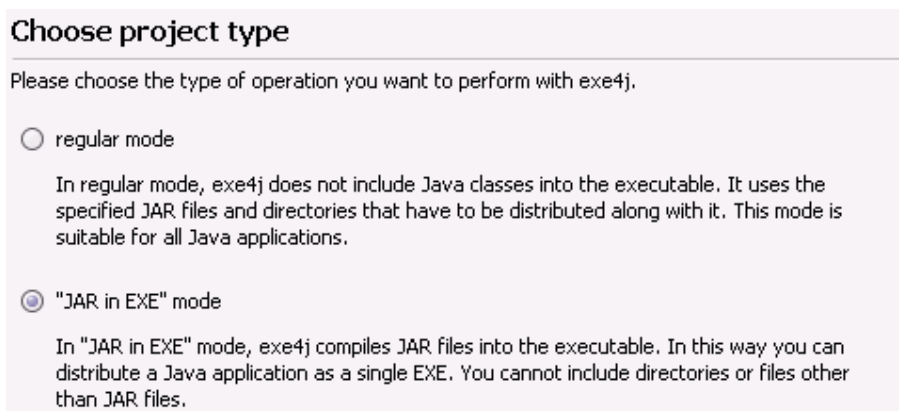 Choose project type
Please choose the type of operation you want to perform with exe4j.
regular mode
In regular mode, exe4j does not include Java classes into the executable. It uses the
specified JAR files and directories that have to be distributed along with it. This mode is
suitable for all Java applications.
"JAR in EXE" mode
In "JAR in EXE" mode, exe4j compiles JAR files into the executable. In this way you can
distribute a Java application as a single EXE. You cannot include directories or files other
than JAR files.